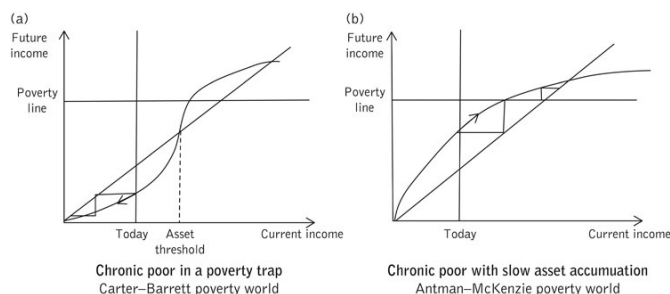 (a)
Future
income
Poverty
line
Today
Asset
threshold
Current income
Chronic poor in a poverty trap
Carter–Barrett poverty world
(b)
Future
income
Poverty
line
Today
Current income
Chronic poor with slow asset accumuation
Antman–McKenzie poverty world